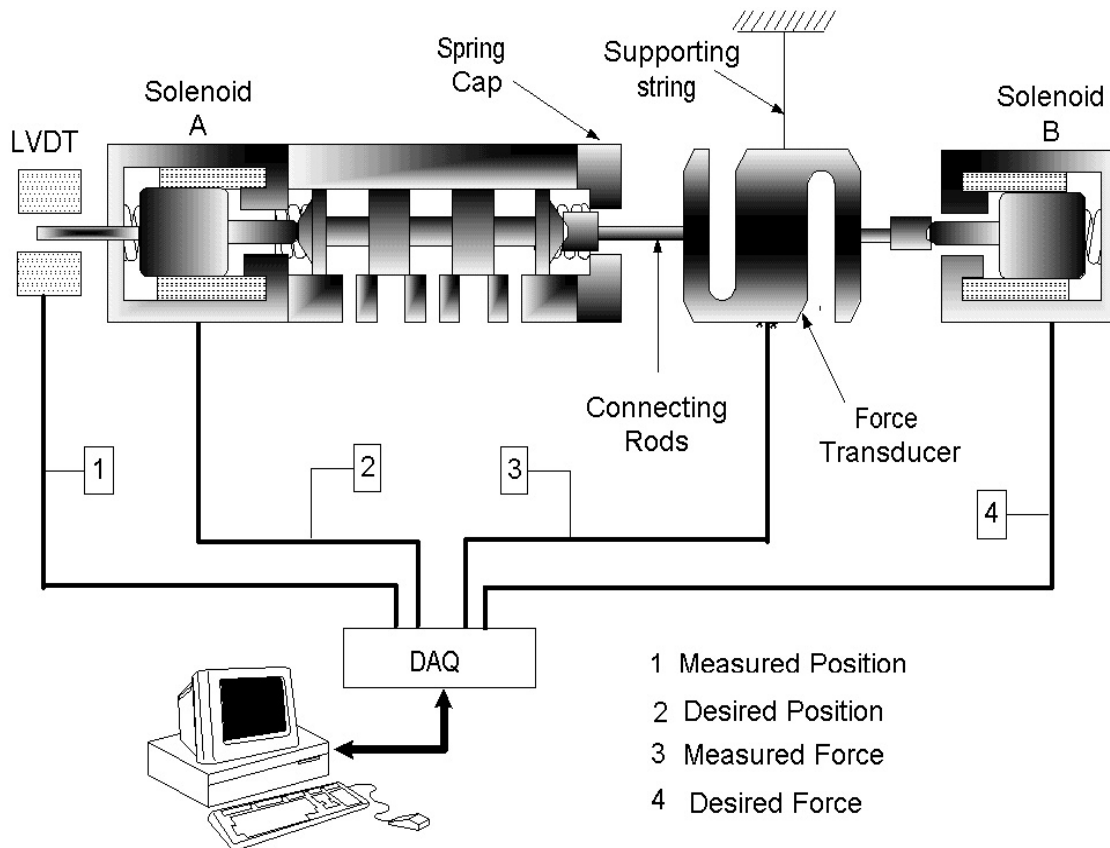 Spring
Cap
Supporting
string
Solenoid
A
Solenoid
B
LVDT
Connecting
Rods
Force
Transducer
1
2
3
4
DAQ
1 Measured Position
2 Desired Position
3 Measured Force
4 Desired Force